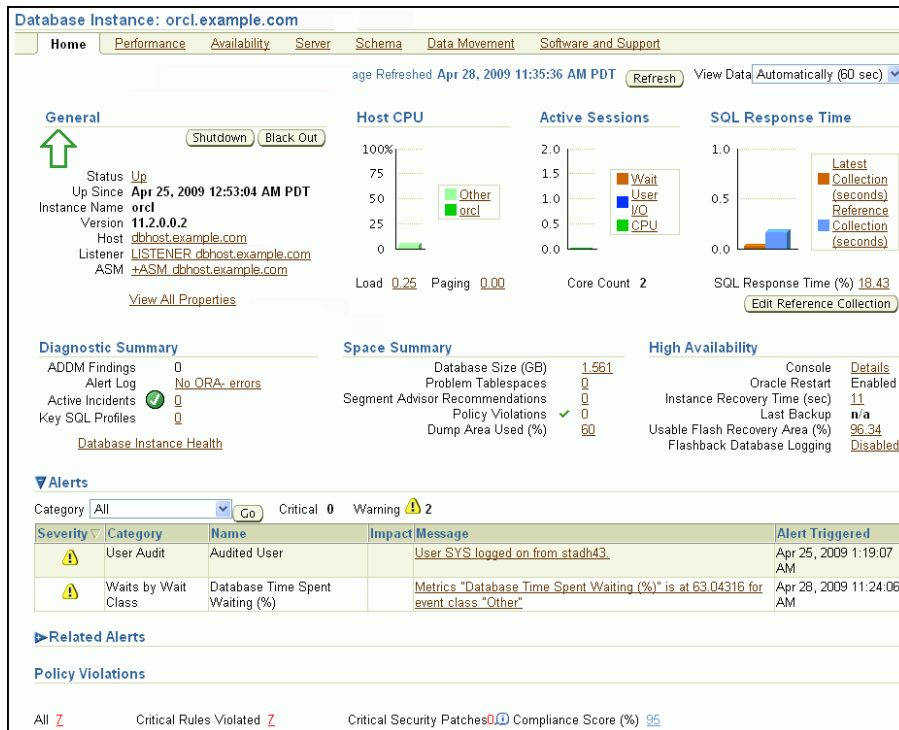 Database Instance: orcl.example.com
Home Performance Availability Server Schema Data Movement Software and Support
age Refreshed Apr 28, 2009 11:35:36 AM PDT Refresh View Data Automatically (60 sec)
General
Shutdown Black Out
Status Up
Up Since Apr 25, 2009 12:53:04 AM PDT
Instance Name orcl
Version 11.2.0.0.2
Host dbhost.example.com
Listener LISTENER dbhost.example.com
ASM +ASM dbhost.example.com
View All Properties
Host CPU
100%
75
50
25
0
Other
orcl
Load 0.25 Paging 0.00
Active Sessions
2.0
1.5
1.0
0.5
0.0
Wait
User
I/O
CPU
Core Count 2
SQL Response Time
1.0
0.0
Latest
Collection
(seconds)
Reference
Collection
(seconds)
SQL Response Time (%) 18.43
Edit Reference Collection
Diagnostic Summary
ADDM Findings 0
Alert Log No ORA- errors
Active Incidents 0
Key SQL Profiles 0
Database Instance Health
Space Summary
Database Size (GB) 1.561
Problem Tablespaces 0
Segment Advisor Recommendations 0
Policy Violations 0
Dump Area Used (%) 60
High Availability
Console Details
Oracle Restart Enabled
Instance Recovery Time (sec) 11
Last Backup n/a
Usable Flash Recovery Area (%) 96.34
Flashback Database Logging Disabled
Alerts
Category All Go Critical 0 Warning 2
Severity Category Name Impact Message Alert Triggered
User Audit Audited User User SYS logged on from stadh43. Apr 25, 2009 1:19:07
AM
Waits by Wait Database Time Spent Metrics "Database Time Spent Waiting (%)" is at 63.04316 for Apr 28, 2009 11:24:06
Class Waiting (%) event class "Other" AM
Related Alerts
Policy Violations
All 7 Critical Rules Violated 7 Critical Security Patches 0 Compliance Score (%) 95